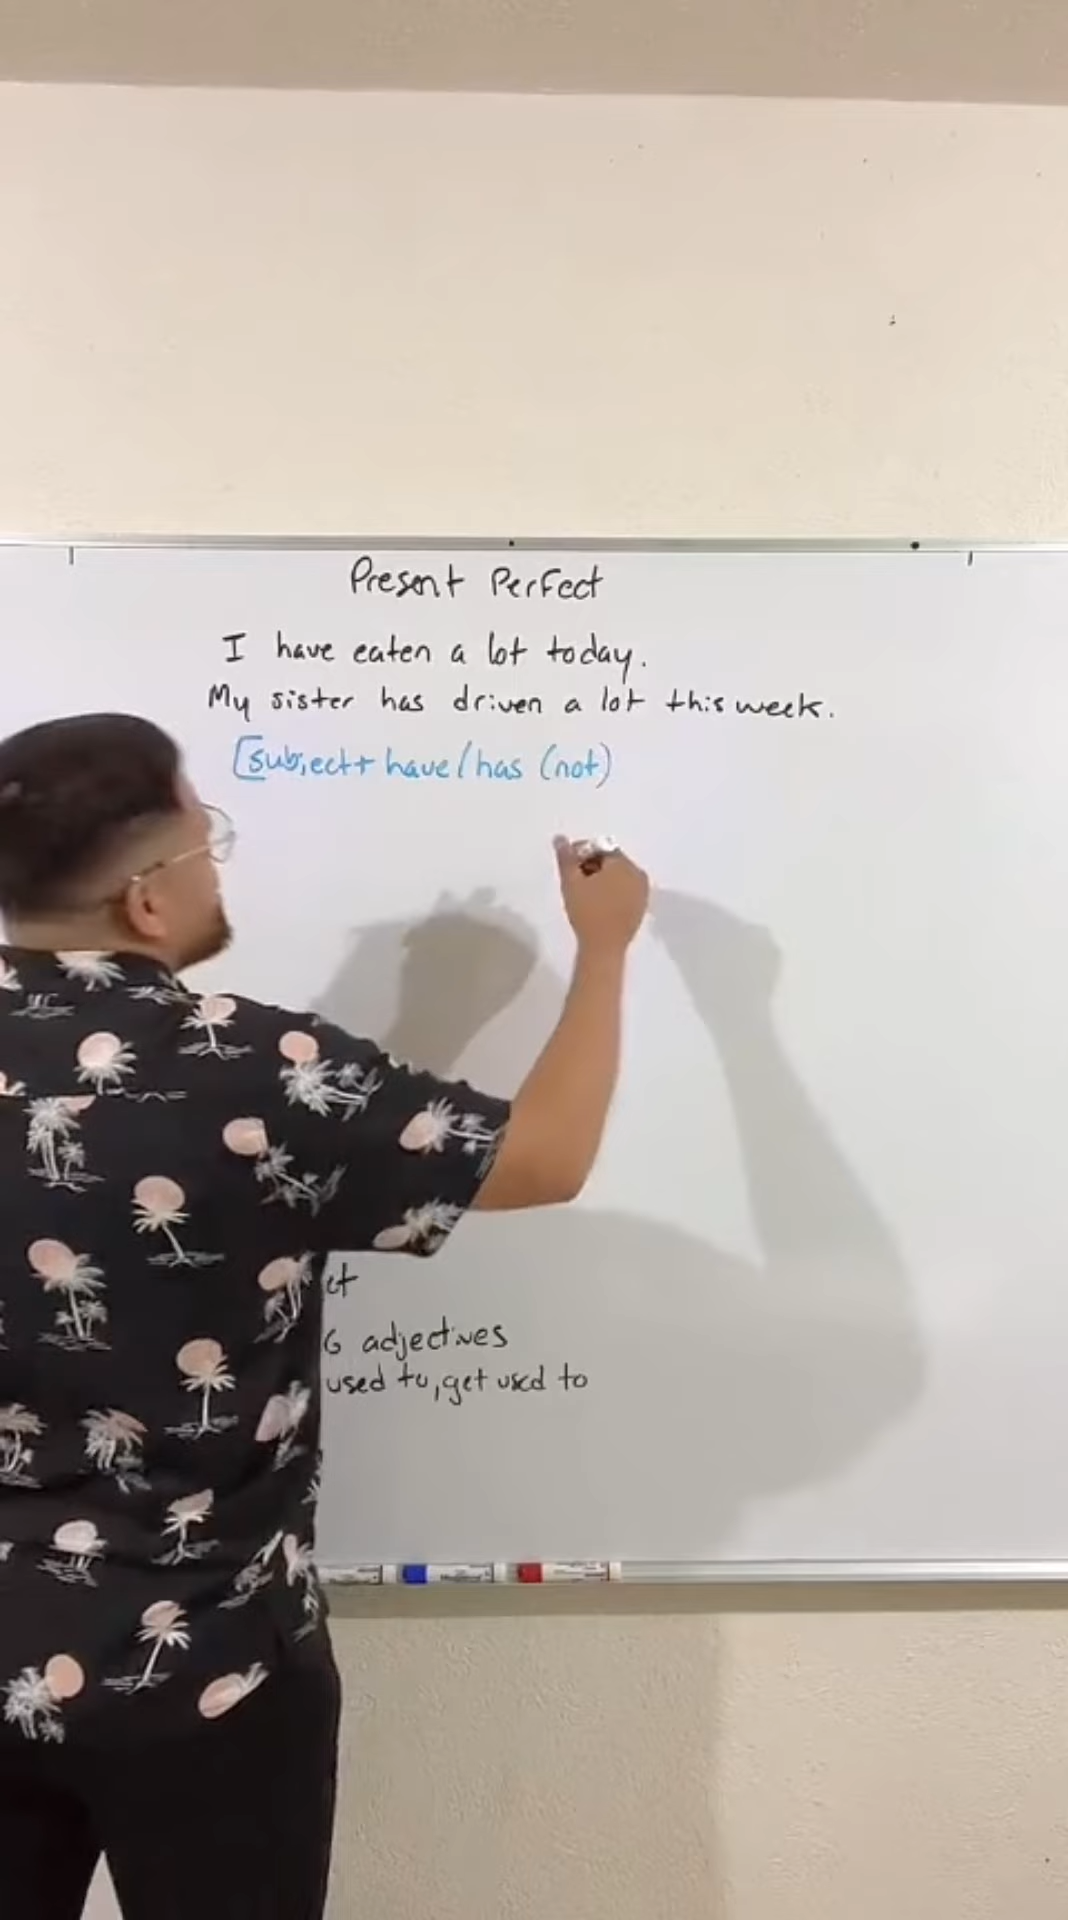 Present Perfect
I have eaten a lot today.
My sister has driven a lot this week.
[subject + have/has (not)
ct
6 adjectives
used to, get used to